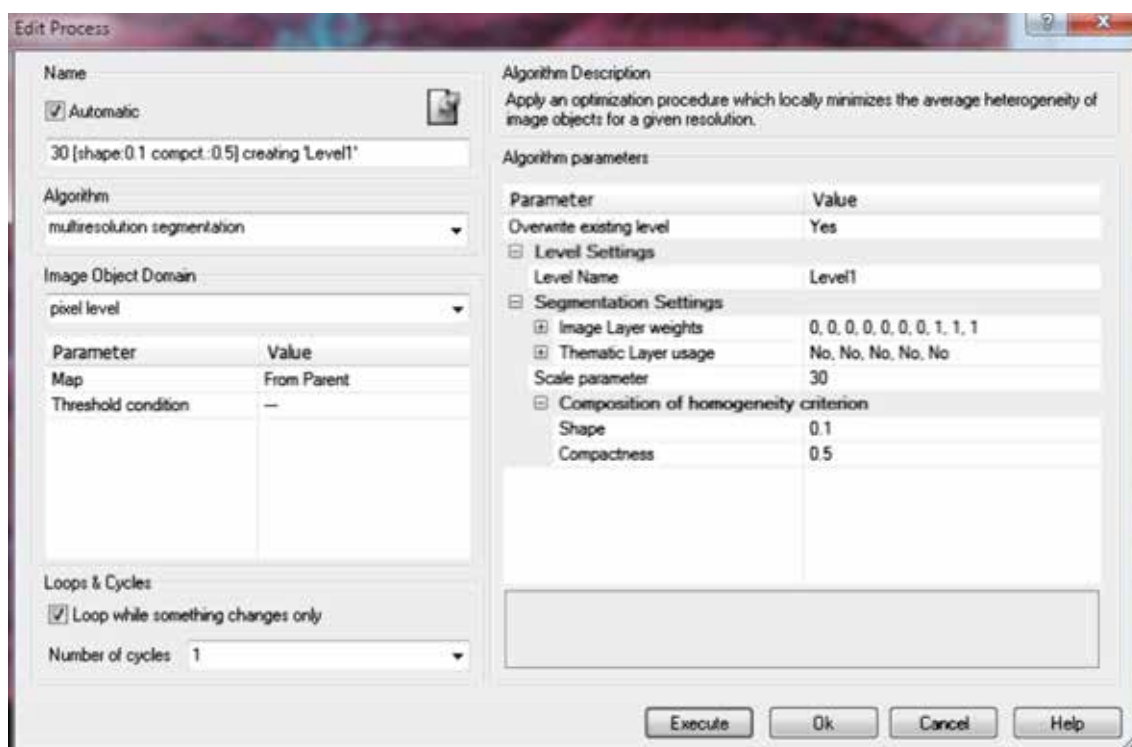 Edit Process
Name
Automatic
30 [shape:0.1 compct.:0.5] creating 'Level1'
Algorithm
multiresolution segmentation
Image Object Domain
pixel level
Parameter Value
Map From Parent
Threshold condition —
Loops & Cycles
Loop while something changes only
Number of cycles 1
Algorithm Description
Apply an optimization procedure which locally minimizes the average heterogeneity of
image objects for a given resolution.
Algorithm parameters
Parameter Value
Overwrite existing level Yes
Level Settings
Level Name Level1
Segmentation Settings
Image Layer weights 0, 0, 0, 0, 0, 0, 0, 1, 1, 1
Thematic Layer usage No, No, No, No, No
Scale parameter 30
Composition of homogeneity criterion
Shape 0.1
Compactness 0.5
Execute Ok Cancel Help